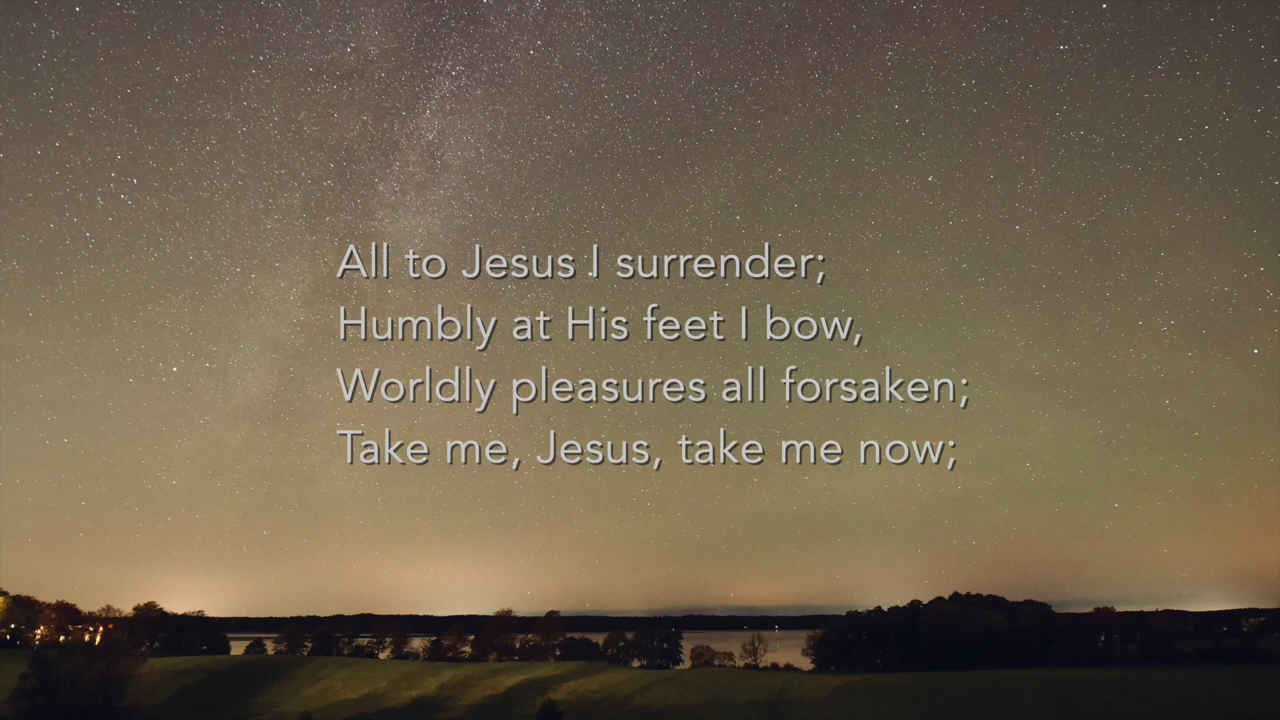 All to Jesus I surrender;
Humbly at His feet I bow,
Worldly pleasures all forsaken;
Take me, Jesus, take me now;